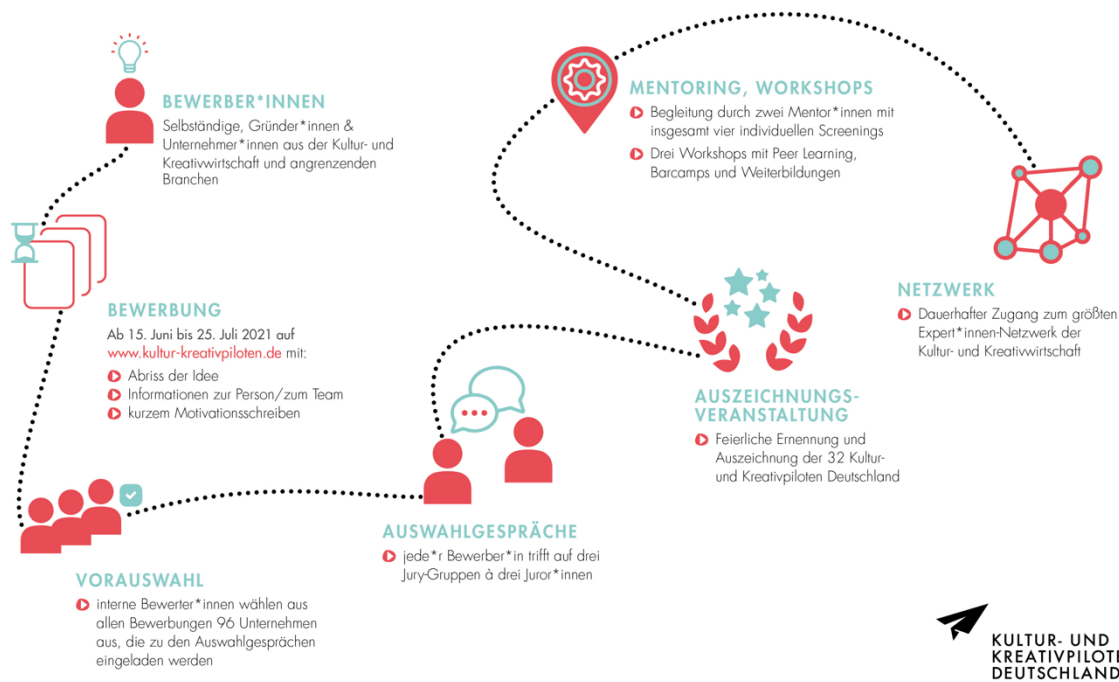 BEWERBER*INNEN
Selbständige, Gründer*innen &
Unternehmer*innen aus der Kultur- und
Kreativwirtschaft und angrenzenden
Branchen
BEWERBUNG
Ab 15. Juni bis 25. Juli 2021 auf
www.kultur-kreativpiloten.de mit:
Abriss der Idee
Informationen zur Person/zum Team
kurzem Motivationsschreiben
VORAUSWAHL
interne Bewerter*innen wählen aus
allen Bewerbungen 96 Unternehmen
aus, die zu den Auswahlgesprächen
eingeladen werden
AUSWAHLGESPRÄCHE
jede*r Bewerber*in trifft auf drei
Jury-Gruppen à drei Juror*innen
AUSZEICHNUNGS-
VERANSTALTUNG
Feierliche Ernennung und
Auszeichnung der 32 Kultur-
und Kreativpiloten Deutschland
MENTORING, WORKSHOPS
Begleitung durch zwei Mentor*innen mit
insgesamt vier individuellen Screenings
Drei Workshops mit Peer Learning,
Barcamps und Weiterbildungen
NETZWERK
Dauerhafter Zugang zum größten
Expert*innen-Netzwerk der
Kultur- und Kreativwirtschaft
KULTUR- UND
KREATIVPILOTE
DEUTSCHLAND